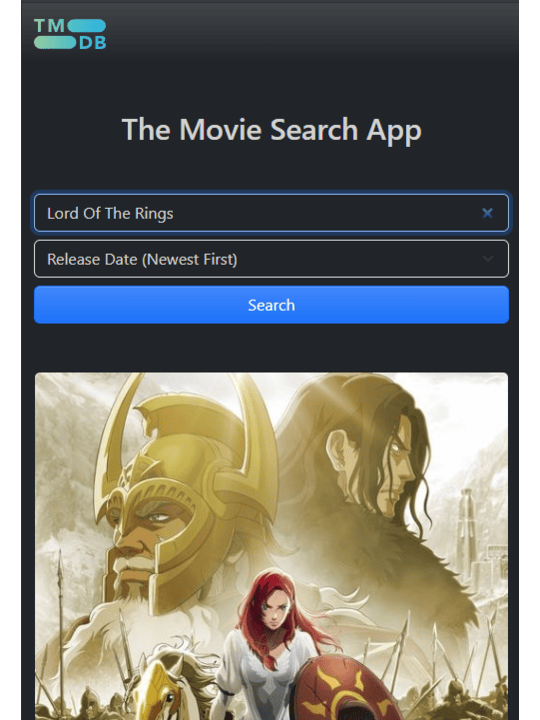 TM
DB
The Movie Search App
Lord Of The Rings
Release Date (Newest First)
Search